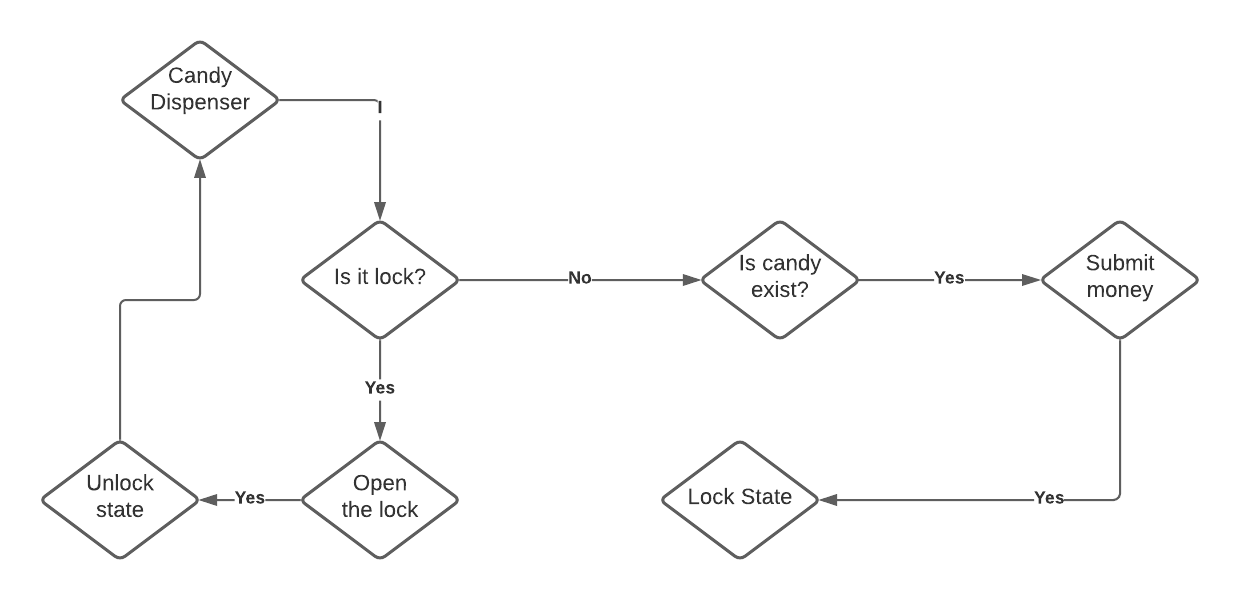 Candy
Dispenser
I
Is it lock?
No
Is candy
exist?
Yes
Submit
money
Yes
Unlock
state
Yes
Open
the lock
Lock State
Yes